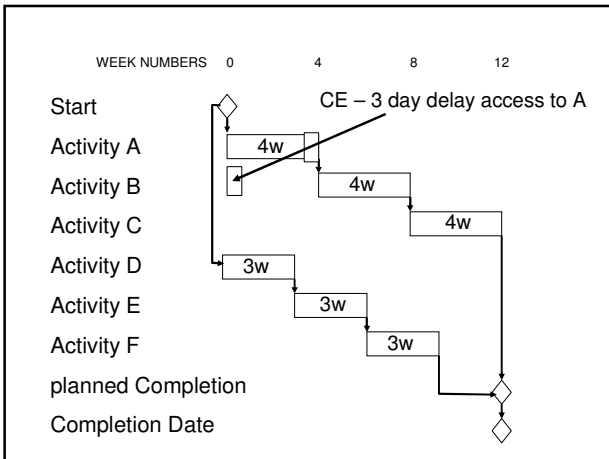 WEEK NUMBERS 0 4 8 12
Start
CE – 3 day delay access to A
Activity A
4w
Activity B
4w
Activity C
4w
Activity D
3w
Activity E
3w
Activity F
3w
planned Completion
Completion Date